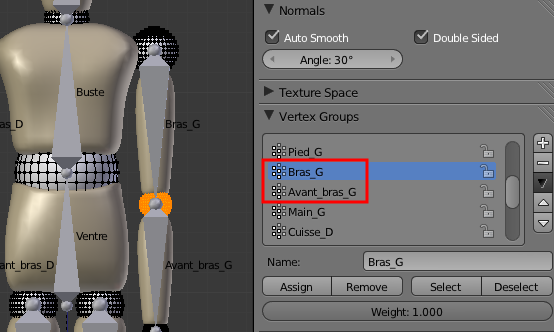 Buste
as_D
Bras_G
Ventre
ant_bras_D
Avant_bras_G
Normals
Auto Smooth
Double Sided
Angle: 30°
Texture Space
Vertex Groups
Pied_G
Bras_G
Avant_bras_G
Main_G
Cuisse_D
Name:
Bras_G
Assign
Remove
Select
Deselect
Weight: 1.000